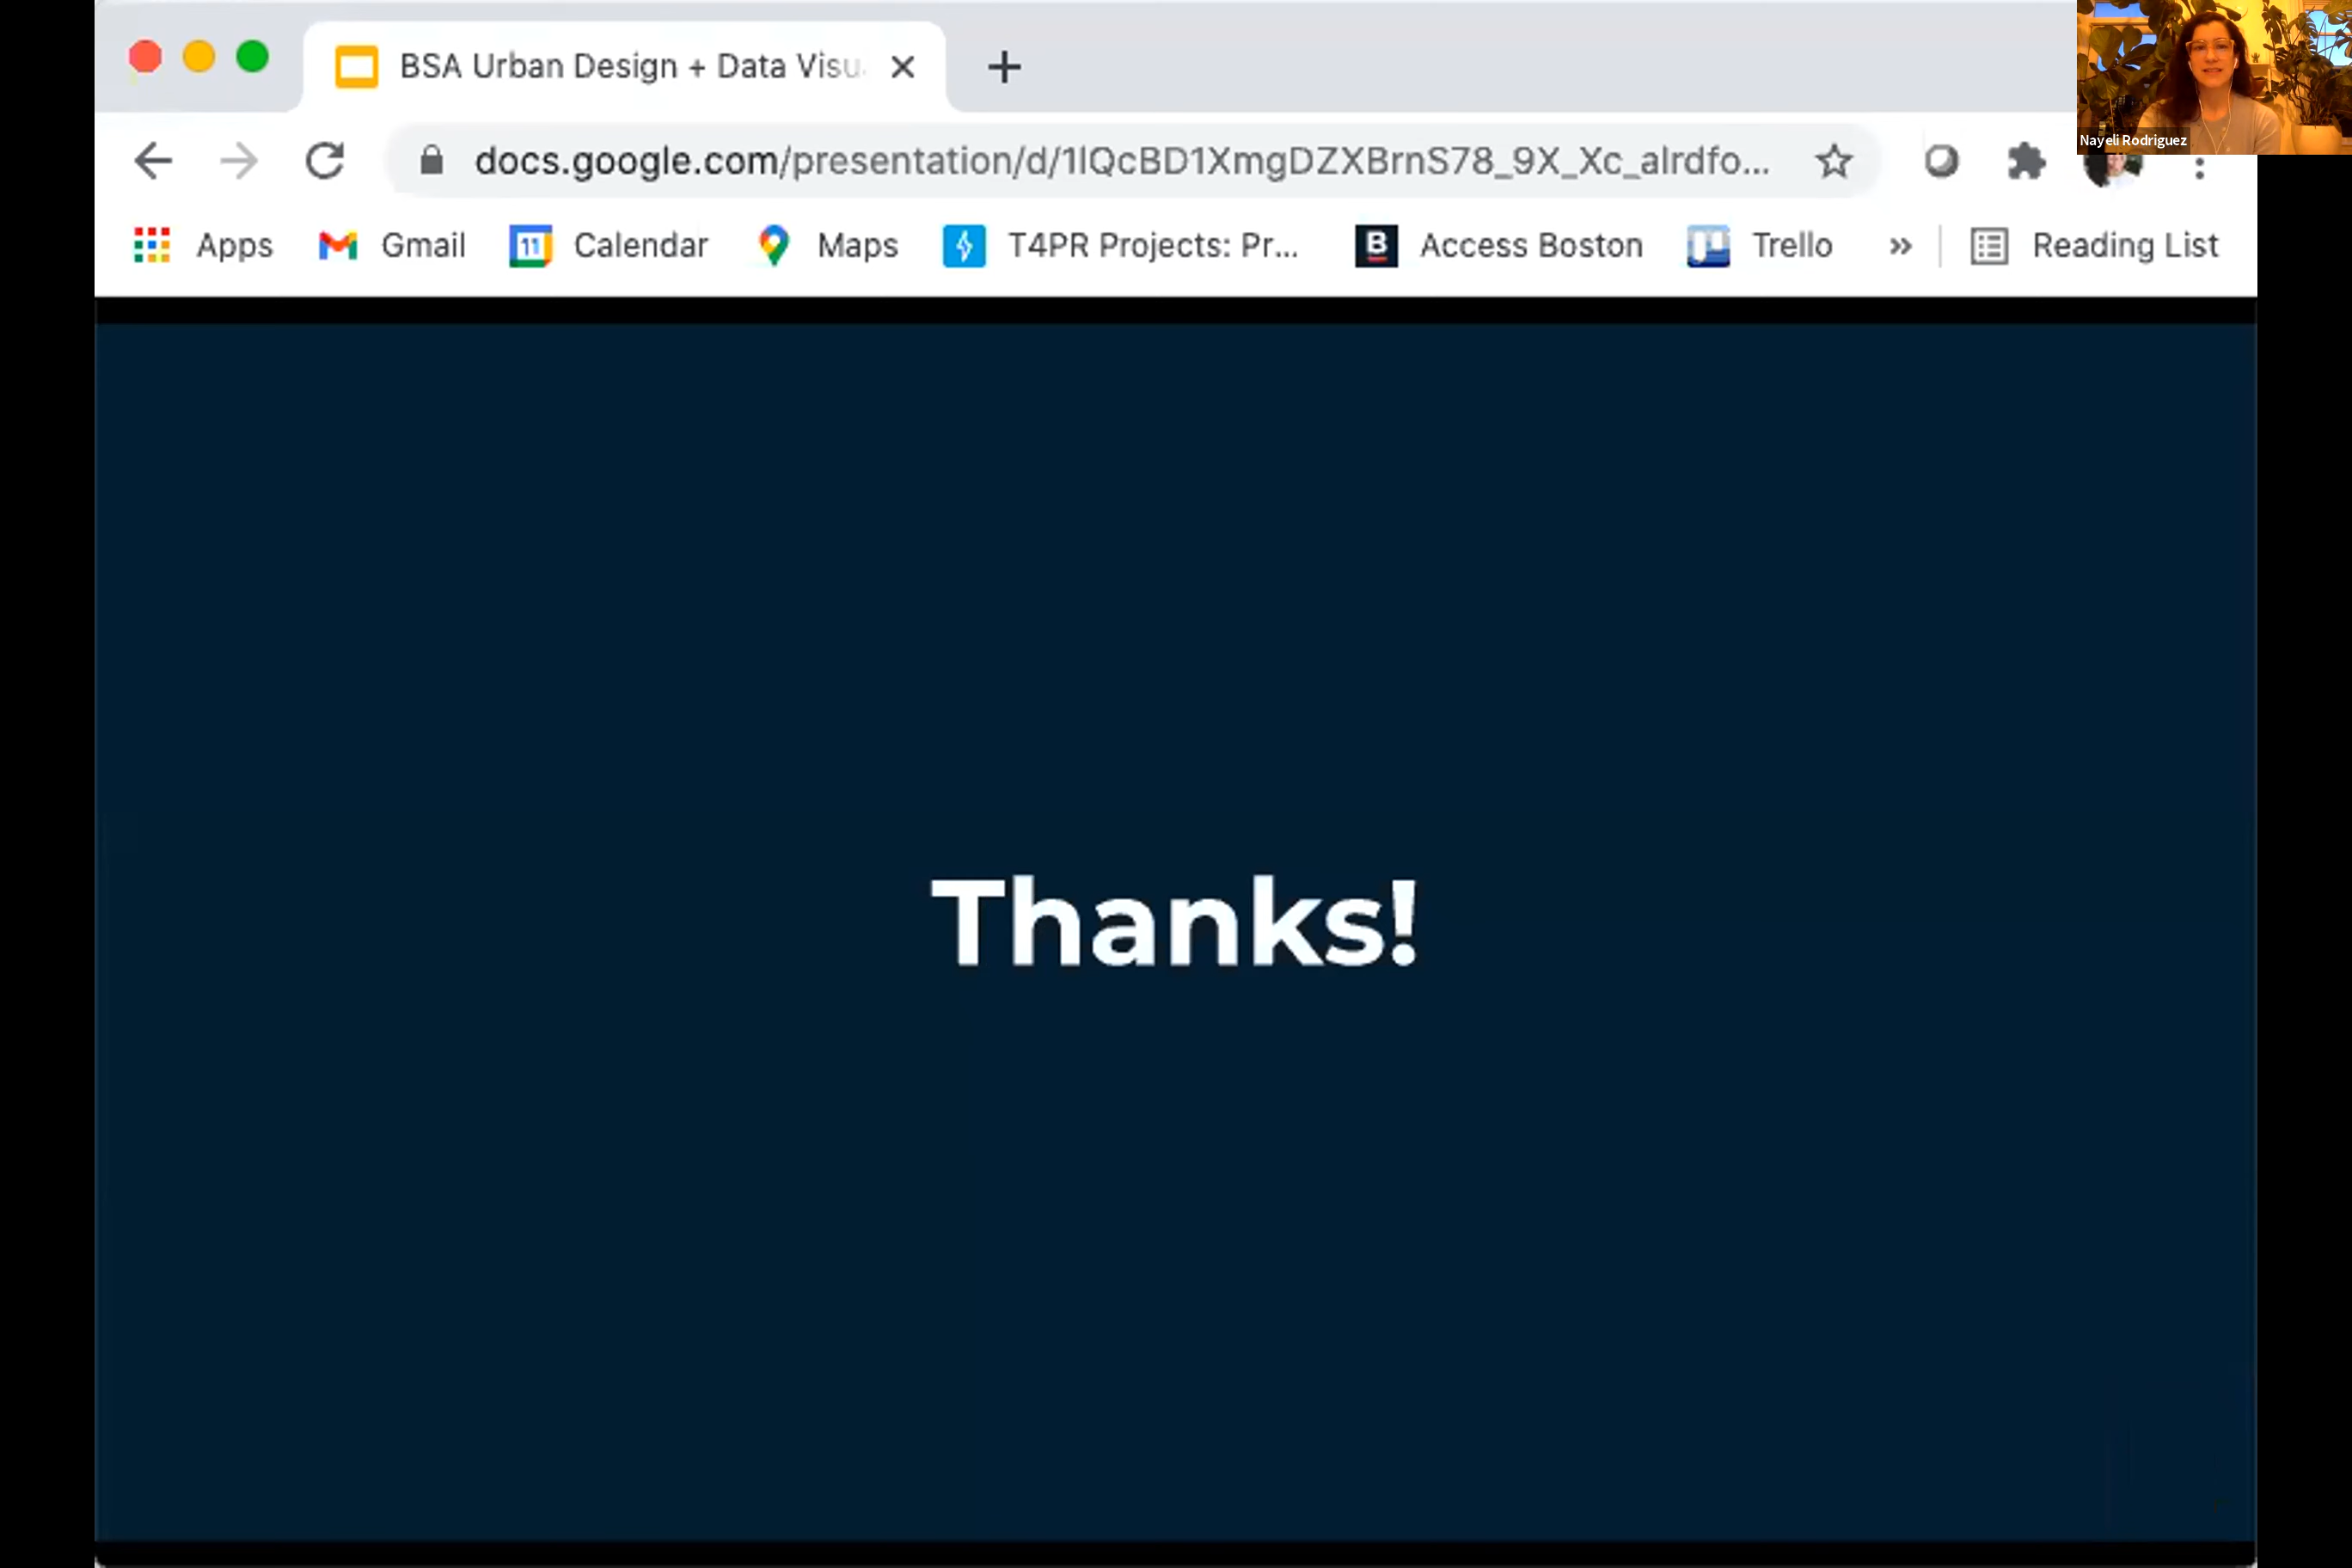 BSA Urban Design + Data Visu
docs.google.com/presentation/d/1lQcBD1XmgDZXBrnS78_9X_Xc_alrdfo...
Nayeli Rodriguez
Apps Gmail 11 Calendar Maps T4PR Projects: Pr... B Access Boston Trello » Reading List
Thanks!